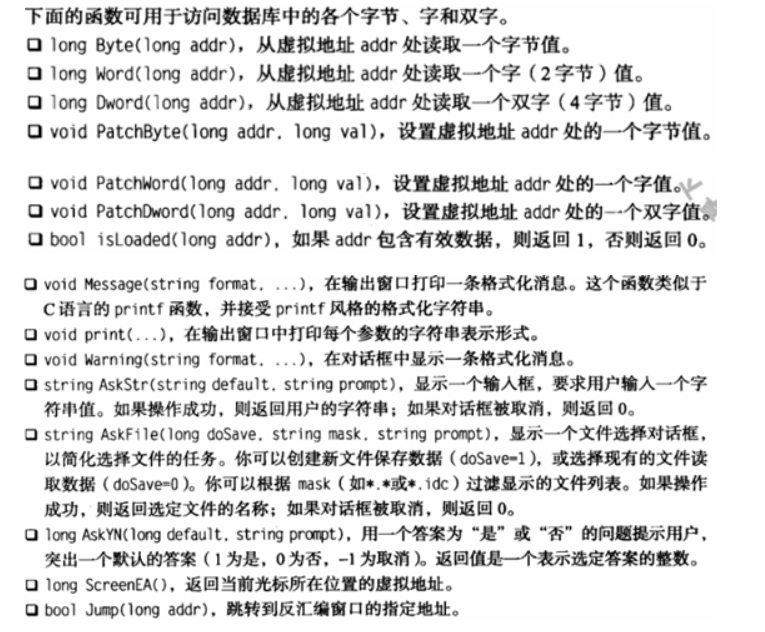 下面的函数可用于访问数据库中的各个字节、字和双字。
❑ long Byte(long addr)，从虚拟地址 addr 处读取一个字节值。
❑ long Word(long addr)，从虚拟地址 addr 处读取一个字（2字节）值。
❑ long Dword(long addr)，从虚拟地址 addr 处读取一个双字（4字节）值。
❑ void PatchByte(long addr, long val)，设置虚拟地址 addr 处的一个字节值。
❑ void PatchWord(long addr, long val)，设置虚拟地址 addr 处的一个字值。
❑ void PatchDword(long addr, long val)，设置虚拟地址 addr 处的一个双字值。
❑ bool isLoaded(long addr)，如果 addr 包含有效数据，则返回 1，否则返回 0。
❑ void Message(string format, ...)，在输出窗口打印一条格式化消息。这个函数类似于
C语言的 printf 函数，并接受 printf 风格的格式化字符串。
❑ void print(...)，在输出窗口中打印每个参数的字符串表示形式。
❑ void Warning(string format, ...)，在对话框中显示一条格式化消息。
❑ string AskStr(string default, string prompt)，显示一个输入框，要求用户输入一个字
符串值。如果操作成功，则返回用户的字符串；如果对话框被取消，则返回 0。
❑ string AskFile(long doSave, string mask, string prompt)，显示一个文件选择对话框，
以简化选择文件的任务。你可以创建新文件保存数据（doSave=1），或选择现有的文件读
取数据（doSave=0）。你可以根据 mask（如*.*或*.idc）过滤显示的文件列表。如果操作
成功，则返回选定文件的名称；如果对话框被取消，则返回 0。
❑ long AskYN(long default, string prompt)，用一个答案为“是”或“否”的问题提示用户，
突出一个默认的答案（1为是，0为否，-1为取消）。返回值是一个表示选定答案的整数。
❑ long ScreenEA()，返回当前光标所在位置的虚拟地址。
❑ bool Jump(long addr)，跳转到反汇编窗口的指定地址。